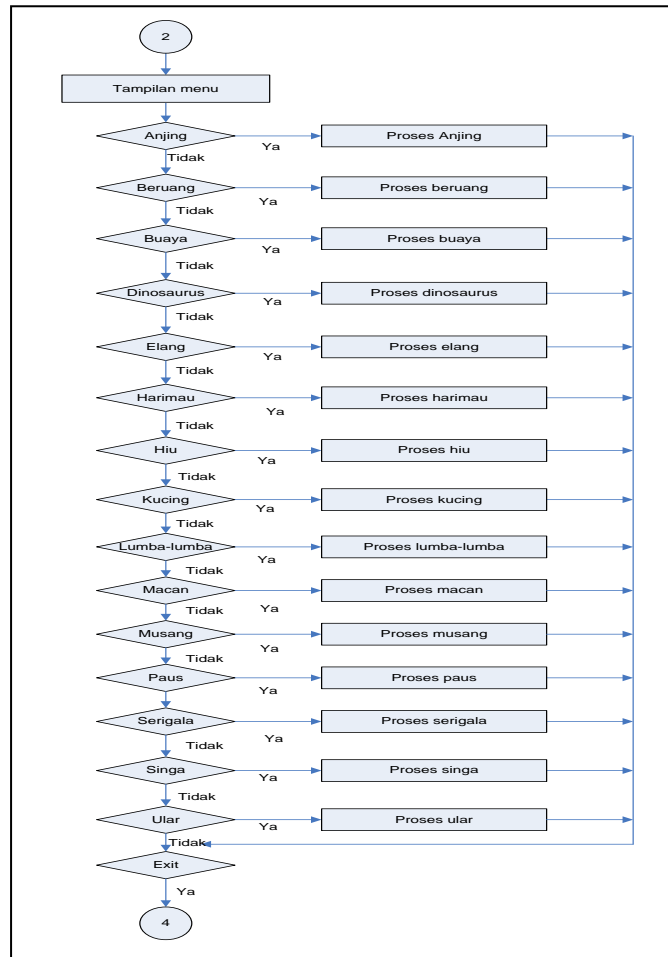 2
Tampilan menu
Anjing
Ya
Proses Anjing
Tidak
Beruang
Ya
Proses beruang
Tidak
Buaya
Ya
Proses buaya
Tidak
Dinosaurus
Ya
Proses dinosaurus
Tidak
Elang
Ya
Proses elang
Tidak
Harimau
Ya
Proses harimau
Tidak
Hiu
Ya
Proses hiu
Tidak
Kucing
Ya
Proses kucing
Tidak
Lumba-lumba
Ya
Proses lumba-lumba
Tidak
Macan
Ya
Proses macan
Tidak
Musang
Ya
Proses musang
Tidak
Paus
Ya
Proses paus
Serigala
Ya
Proses serigala
Tidak
Singa
Ya
Proses singa
Tidak
Ular
Ya
Proses ular
Tidak
Exit
Ya
4